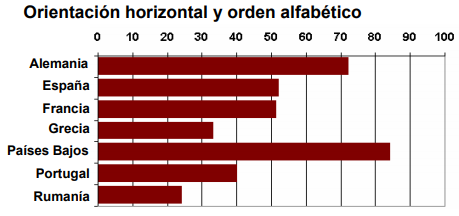 Orientación horizontal y orden alfabético
0 10 20 30 40 50 60 70 80 90 100
Alemania
España
Francia
Grecia
Países Bajos
Portugal
Rumanía